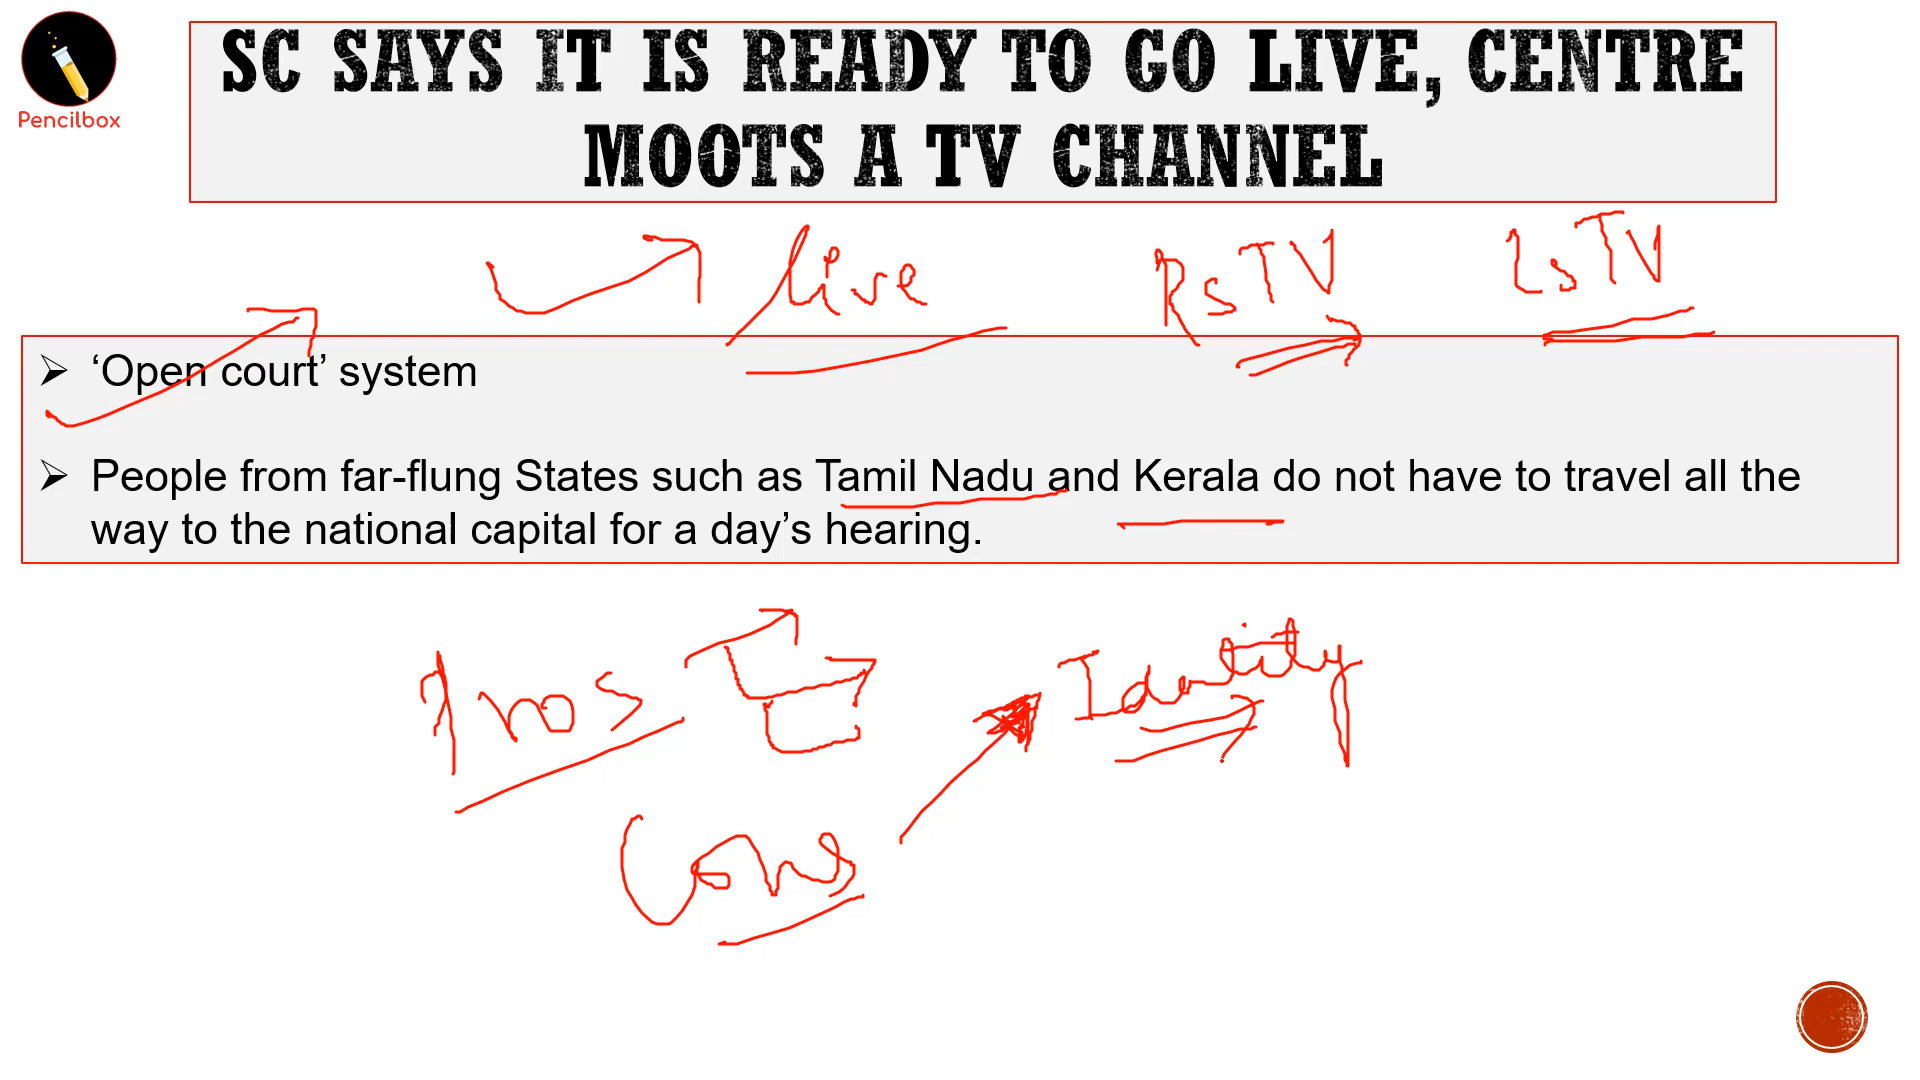 Pencilbox
SC SAYS IT IS READY TO GO LIVE, CENTRE
MOOTS A TV CHANNEL
live RSTV LSTV
‘Open court’ system
People from far-flung States such as Tamil Nadu and Kerala do not have to travel all the
way to the national capital for a day’s hearing.
Pros Identity
Cons